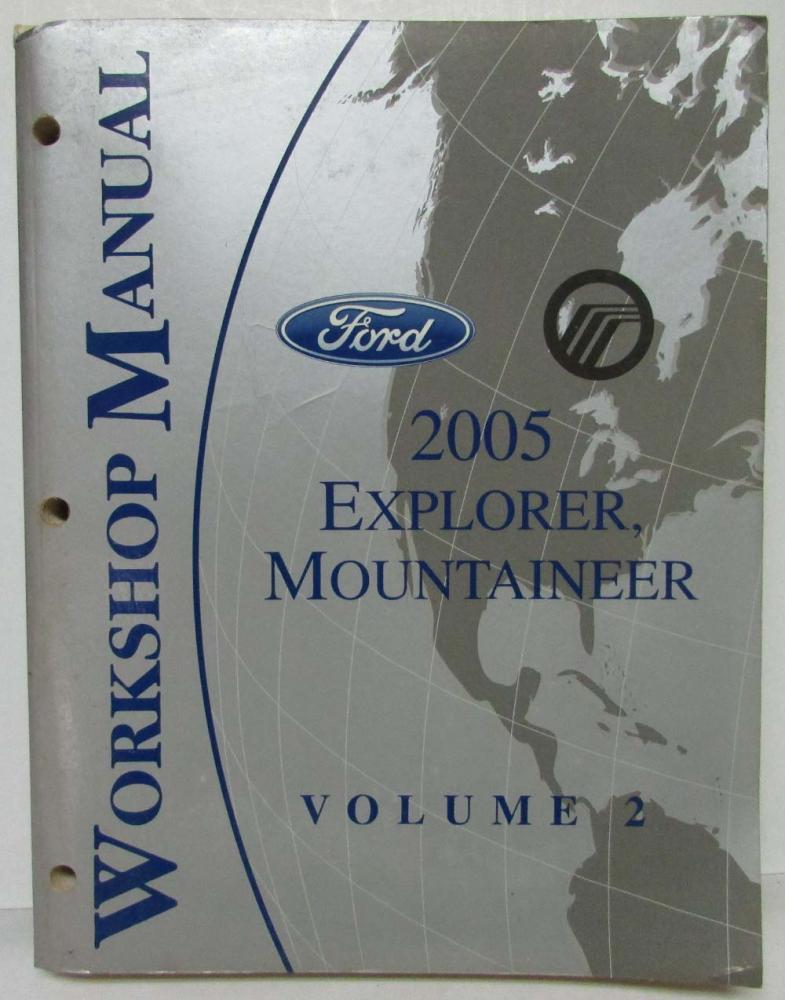 WORKSHOP MANUAL
Ford
2005
EXPLORER,
MOUNTAINEER
VOLUME 2